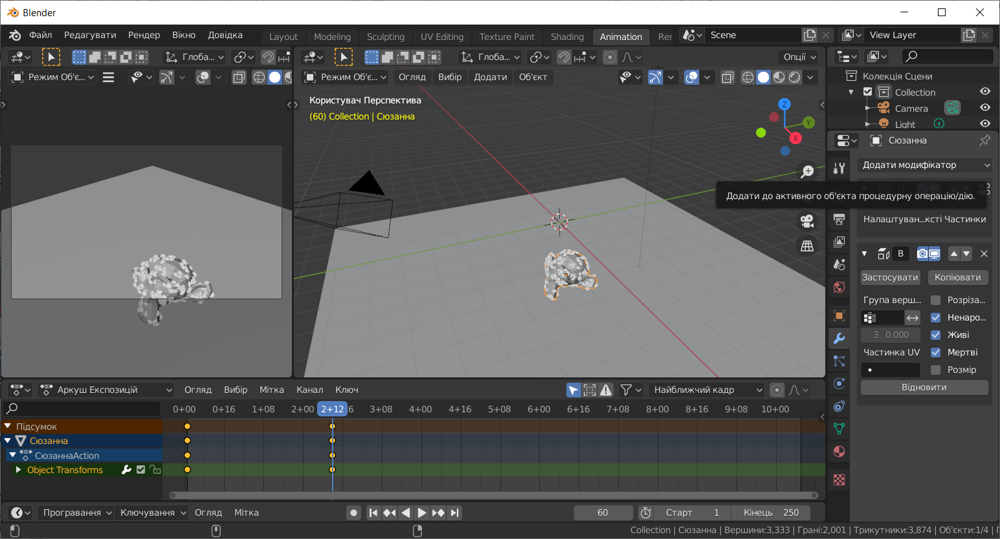 Blender
Файл Редагувати Рендер Вікно Довідка Layout Modeling Sculpting UV Editing Texture Paint Shading Animation Rer Scene View Layer
Глоба... Глоба... Опції
Режим Об'є... Режим Об'є... Огляд Вибір Додати Об'єкт
Колекція Сцени
Collection
Camera
Light
Користувач Перспектива
(60) Collection | Сюзанна
Z
Y
X
Сюзанна
Додати модифікатор
Додати до активного об'єкта процедурну операцію/дію.
Налаштуван...ксті Частинки
В
Застосувати Копіювати
Група верш... Розріза...
Ненаро...
З 0.000 Живі
Частинка UV Мертві
Розмір
Відновити
Аркуш Експозицій Огляд Вибір Мітка Канал Ключ Найближчий кадр
0+00 0+16 1+08 2+00 2+12 6 3+08 4+00 4+16 5+08 6+00 6+16 7+08 8+00 8+16 9+08 10+00
Підсумок
Сюзанна
СюзаннаAction
Object Transforms
Програвання Ключування Огляд Мітка 60 Старт 1 Кінець 250
Collection | Сюзанна | Вершини:3,333 | Грані:2,001 | Трикутники:3,874 | Об'єкти:1/4 |